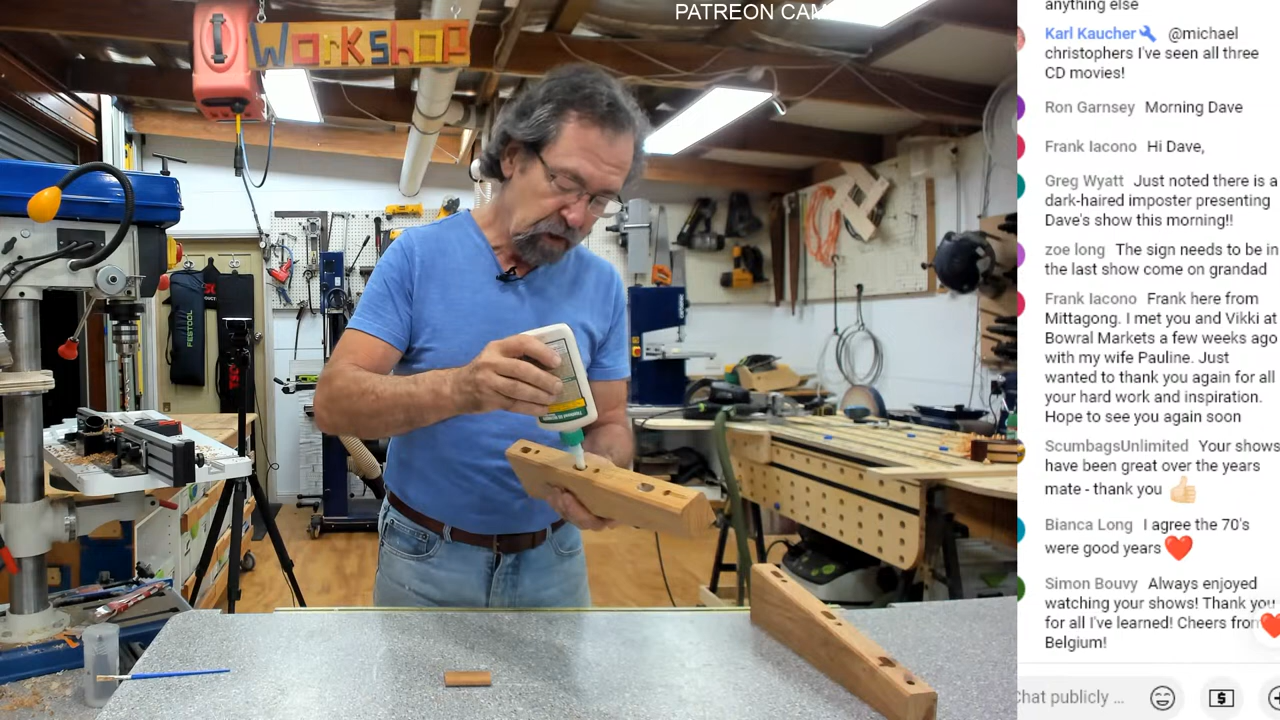 PATREON CAM
WORKSHOP
FESTOOL
anything else
Karl Kaucher @michael
christophers I've seen all three
CD movies!
Ron Garnsey Morning Dave
Frank Iacono Hi Dave,
Greg Wyatt Just noted there is a
dark-haired imposter presenting
Dave's show this morning!!
zoe long The sign needs to be in
the last show come on grandad
Frank Iacono Frank here from
Mittagong. I met you and Vikki at
Bowral Markets a few weeks ago
with my wife Pauline. Just
wanted to thank you again for all
your hard work and inspiration.
Hope to see you again soon
ScumbagsUnlimited Your shows
have been great over the years
mate - thank you 👍🏻
Bianca Long I agree the 70's
were good years❤️
Simon Bouvy Always enjoyed
watching your shows! Thank you
for all I've learned! Cheers from
Belgium!
Chat publicly ...